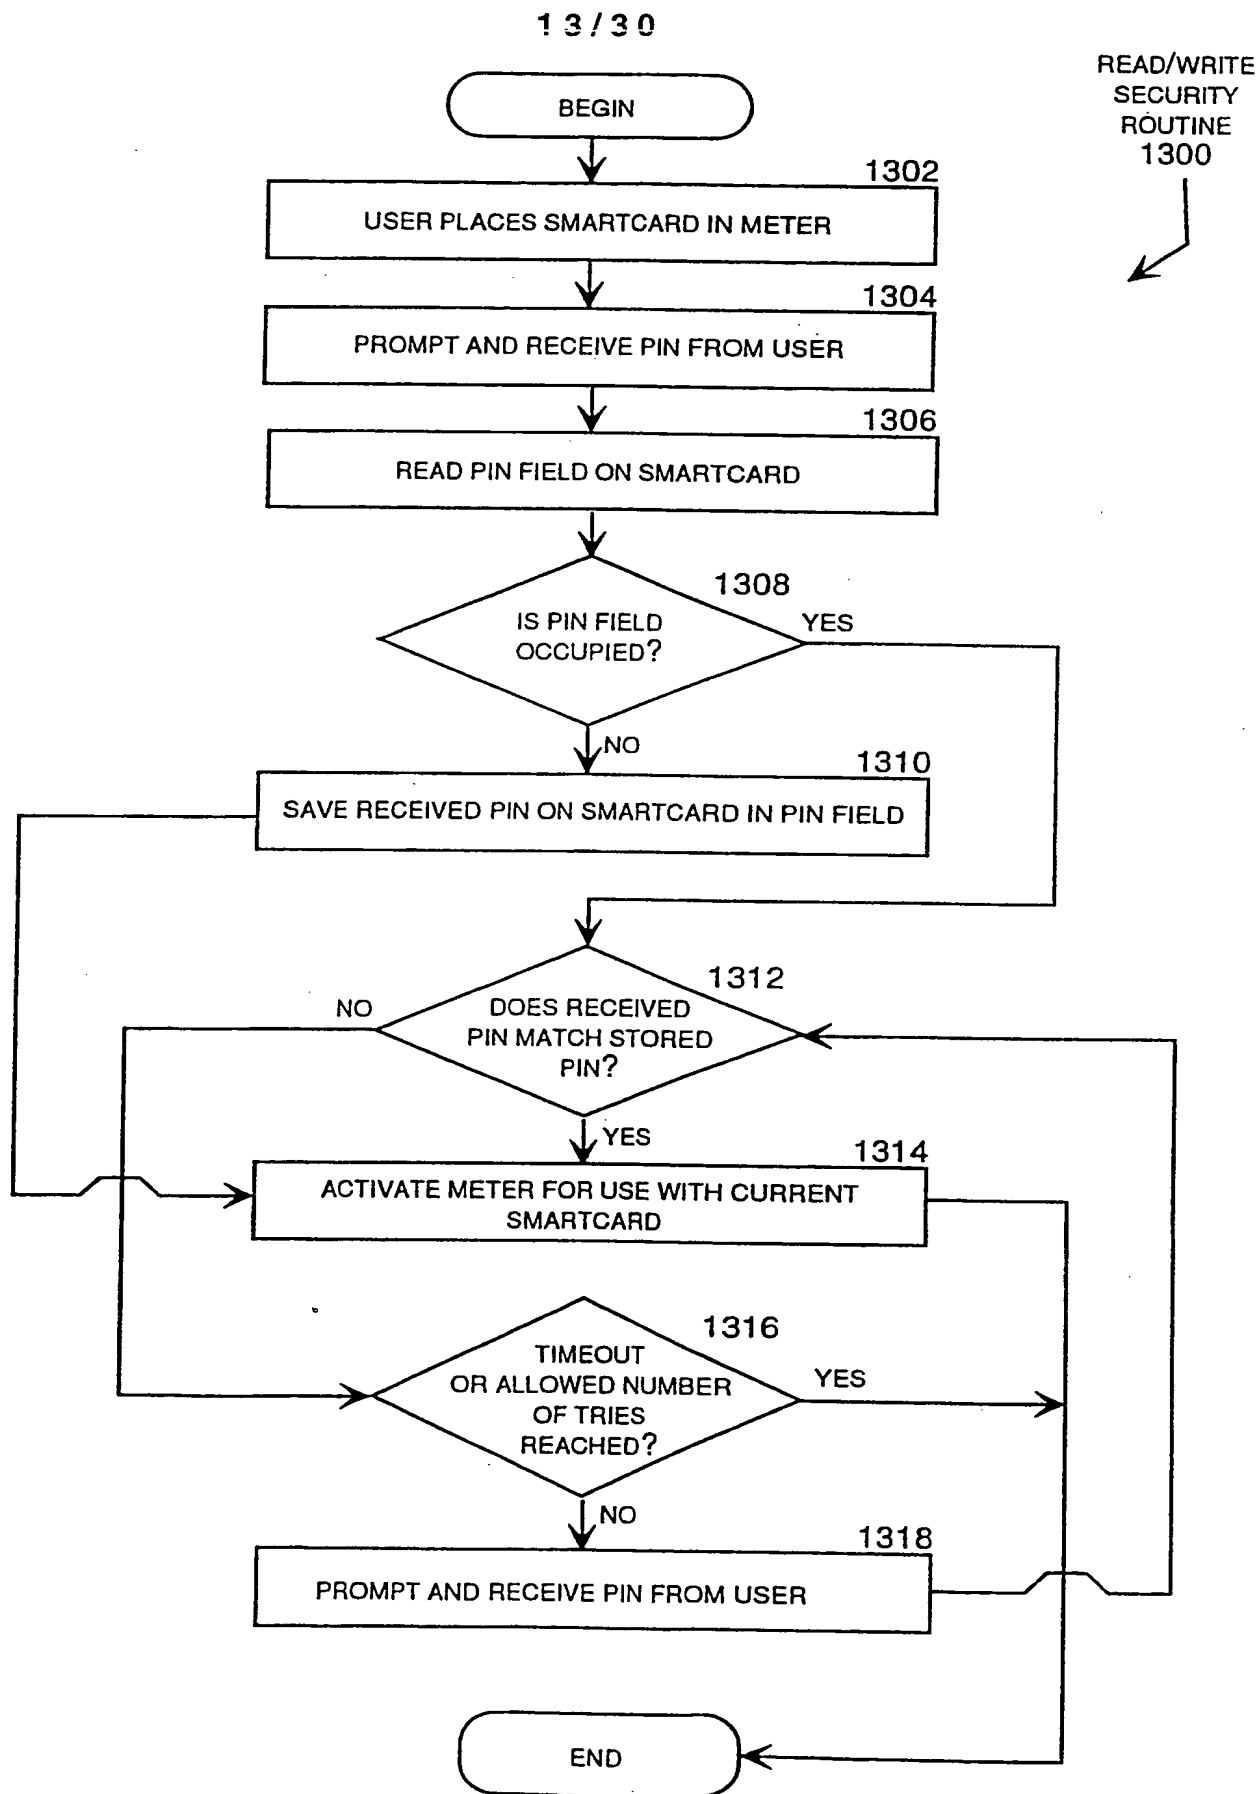 13/30
READ/WRITE
SECURITY
ROUTINE
1300
BEGIN
1302
USER PLACES SMARTCARD IN METER
1304
PROMPT AND RECEIVE PIN FROM USER
1306
READ PIN FIELD ON SMARTCARD
1308
IS PIN FIELD
OCCUPIED?
YES
NO
1310
SAVE RECEIVED PIN ON SMARTCARD IN PIN FIELD
1312
NO
DOES RECEIVED
PIN MATCH STORED
PIN?
YES
1314
ACTIVATE METER FOR USE WITH CURRENT
SMARTCARD
1316
TIMEOUT
OR ALLOWED NUMBER
OF TRIES
REACHED?
YES
NO
1318
PROMPT AND RECEIVE PIN FROM USER
END